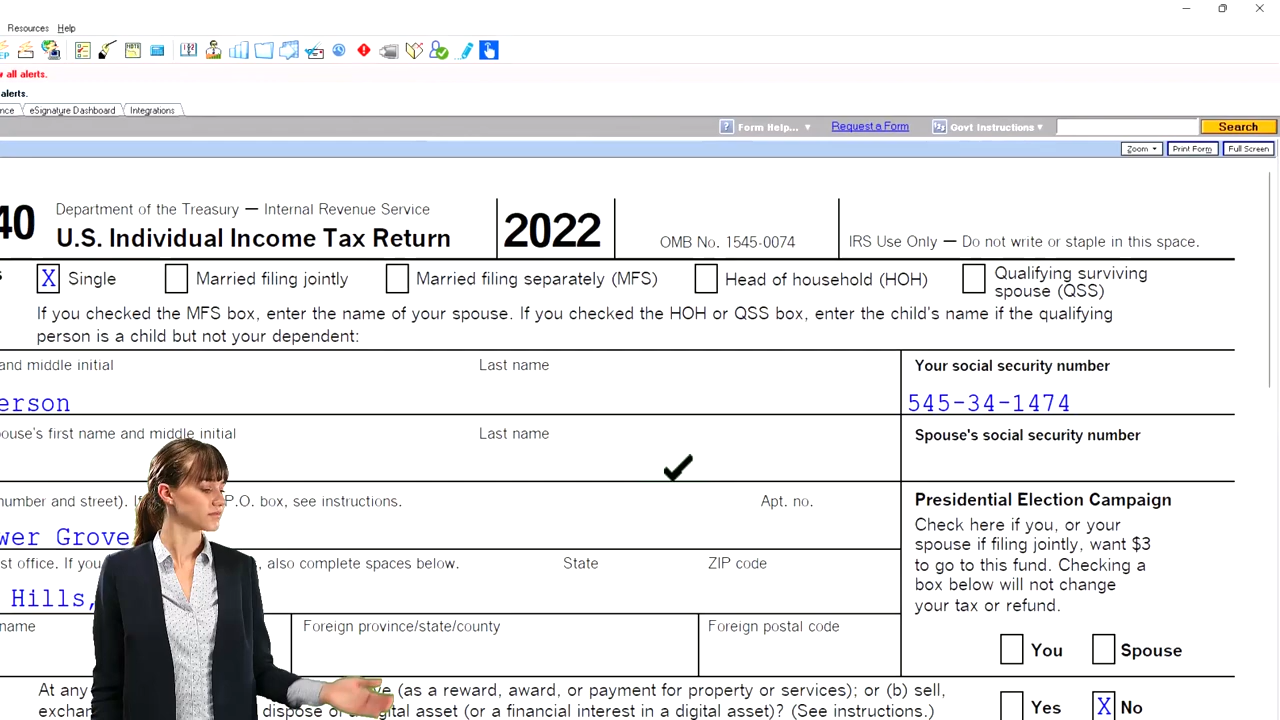 Resources Help
all alerts.
alerts.
eSignature Dashboard Integrations
? Form Help... Request a Form Govt Instructions Search
Zoom Print Form Full Screen
40 Department of the Treasury — Internal Revenue Service
U.S. Individual Income Tax Return 2022 OMB No. 1545-0074 IRS Use Only — Do not write or staple in this space.
X Single Married filing jointly Married filing separately (MFS) Head of household (HOH) Qualifying surviving
spouse (QSS)
If you checked the MFS box, enter the name of your spouse. If you checked the HOH or QSS box, enter the child's name if the qualifying
person is a child but not your dependent:
and middle initial Last name Your social security number
erson 545-34-1474
ouse's first name and middle initial Last name Spouse's social security number
number and street). P.O. box, see instructions. Apt. no. Presidential Election Campaign
Check here if you, or your
spouse if filing jointly, want $3
to go to this fund. Checking a
box below will not change
your tax or refund.
wer Grove
st office. If you , also complete spaces below. State ZIP code
Hills,
name Foreign province/state/county Foreign postal code
You Spouse
At any (as a reward, award, or payment for property or services); or (b) sell,
exchan dispose of a digital asset (or a financial interest in a digital asset)? (See instructions.) Yes X No